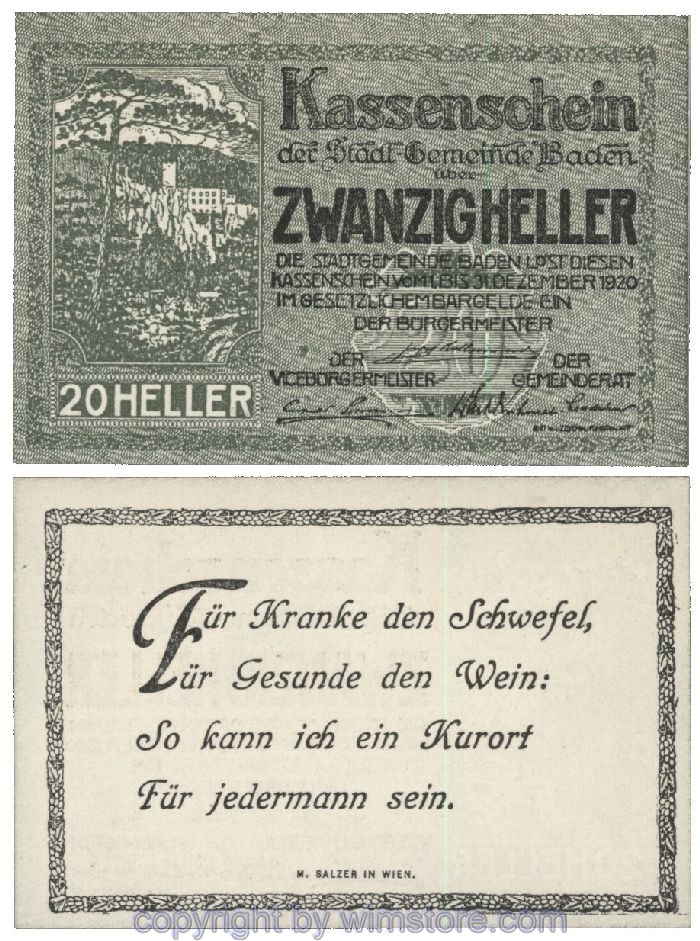 Kassenschein
der Stadt Gemeinde Baden
über
ZWANZIG HELLER
DIE STADTGEMEINDE BADEN LÖST DIESEN
KASSENSCHEIN VOM 1. BIS 31. DEZEMBER 1920
IM GESETZLICHEM BARGELDE EIN
DER BÜRGERMEISTER
DER VICEBÜRGERMEISTER
DER GEMEINDERAT
20 HELLER
Für Kranke den Schwefel,
Für Gesunde den Wein:
So kann ich ein Kurort
Für jedermann sein.
M. SALZER IN WIEN.
copyright by wimstore.com